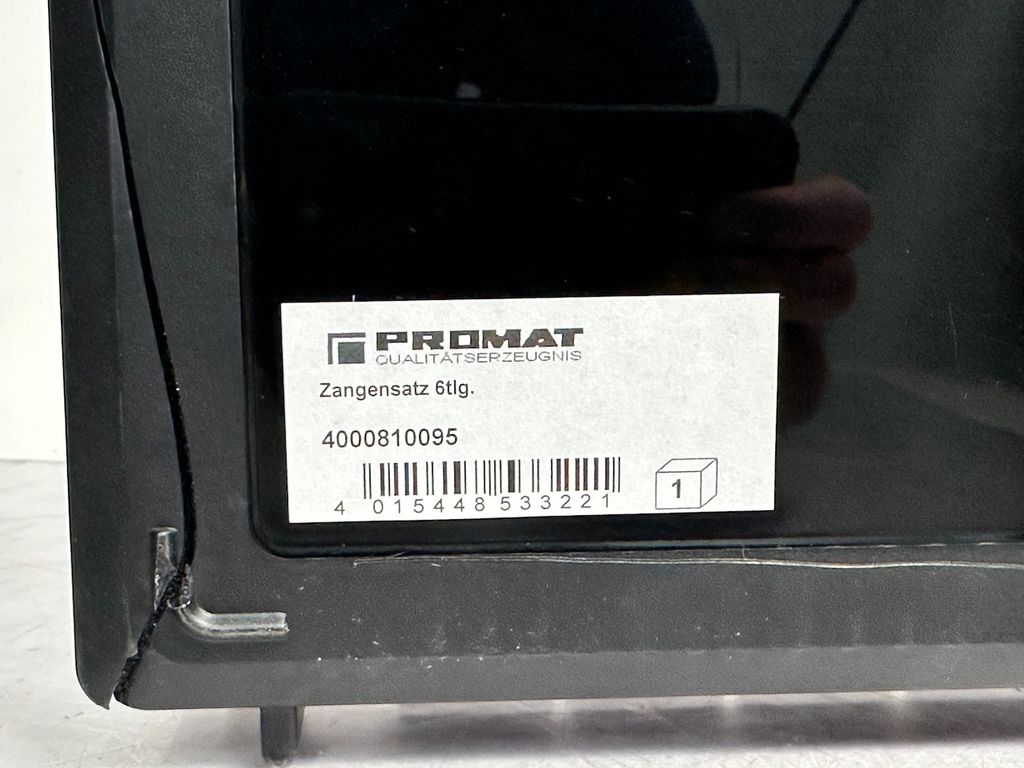 PROMAT
QUALITÄTSERZEUGNIS
Zangensatz 6tlg.
4000810095
4 015448 533221
1